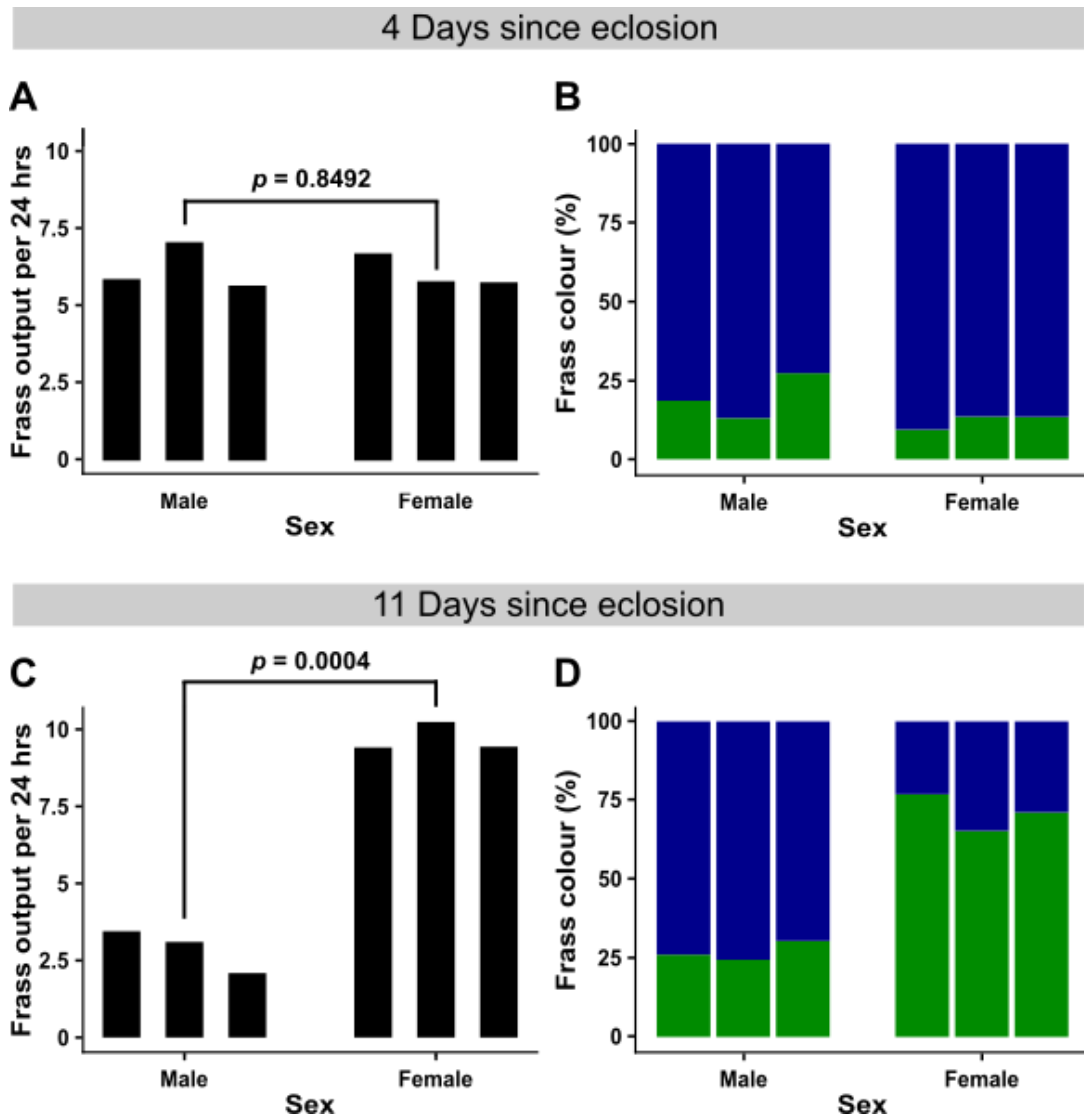 4 Days since eclosion
A
Frass output per 24 hrs
10
7.5
5
2.5
0
p = 0.8492
Male
Female
Sex
B
Frass colour (%)
100
75
50
25
0
Male
Female
Sex
11 Days since eclosion
C
Frass output per 24 hrs
10
7.5
5
2.5
0
p = 0.0004
Male
Female
Sex
D
Frass colour (%)
100
75
50
25
0
Male
Female
Sex